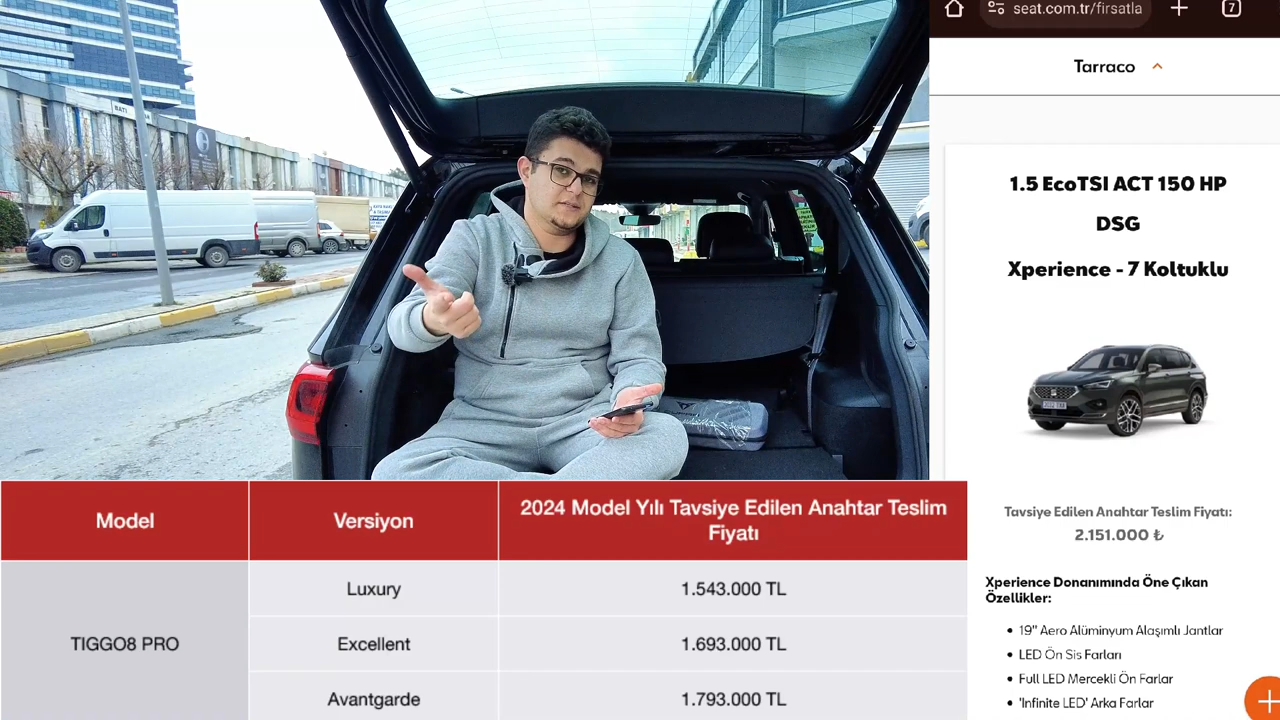 BATI
seat.com.tr/firsatla
7
Tarraco
1.5 EcoTSI ACT 150 HP
DSG
Xperience - 7 Koltuklu
Tavsiye Edilen Anahtar Teslim Fiyatı:
2.151.000 ₺
Xperience Donanımında Öne Çıkan
Özellikler:
• 19" Aero Alüminyum Alaşımlı Jantlar
• LED Ön Sis Farları
• Full LED Mercekli Ön Farlar
• 'Infinite LED' Arka Farlar
Model
Versiyon
2024 Model Yılı Tavsiye Edilen Anahtar Teslim
Fiyatı
TIGGO8 PRO
Luxury
1.543.000 TL
Excellent
1.693.000 TL
Avantgarde
1.793.000 TL